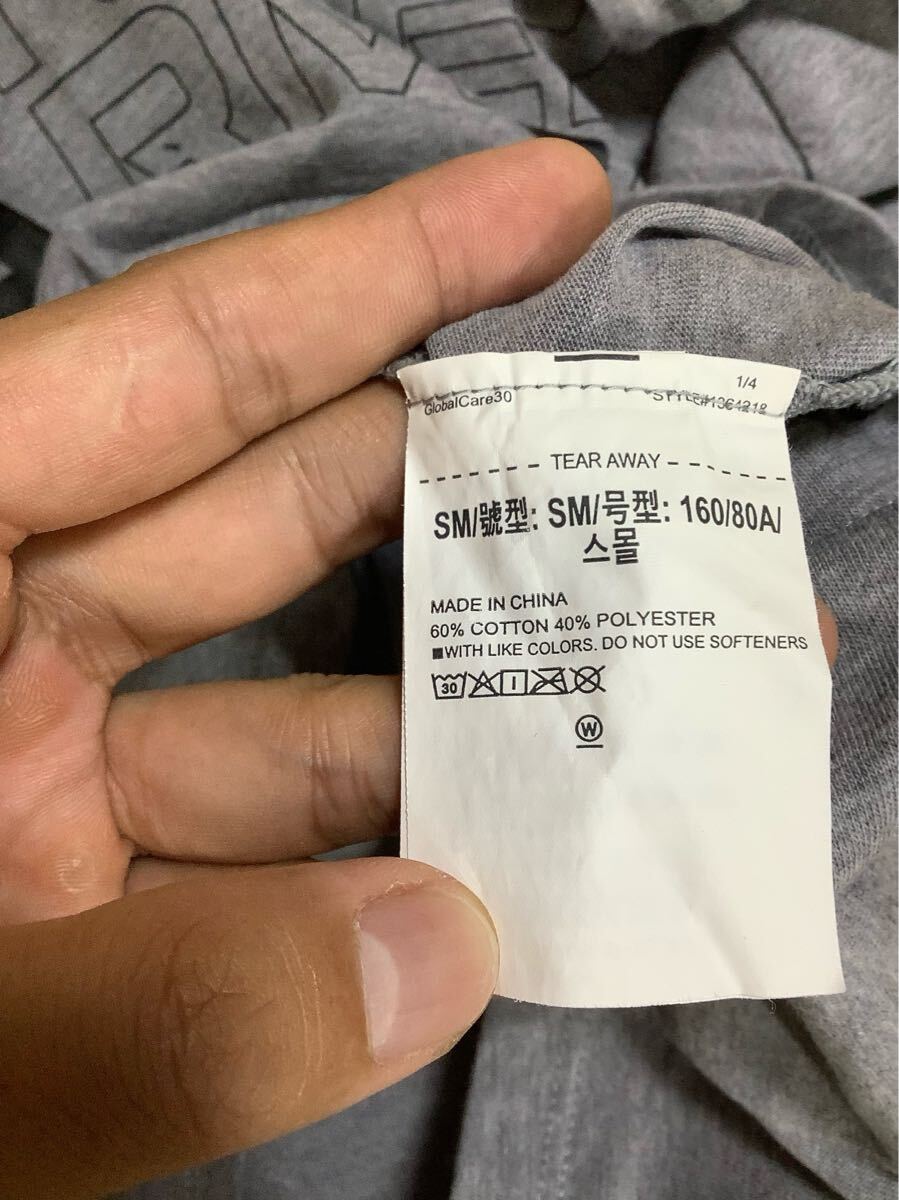 1/4
GlobalCare30 STYLE#1364218
TEAR AWAY
SM/號型: SM/号型: 160/80A/
스몰
MADE IN CHINA
60% COTTON 40% POLYESTER
WITH LIKE COLORS. DO NOT USE SOFTENERS
30
W